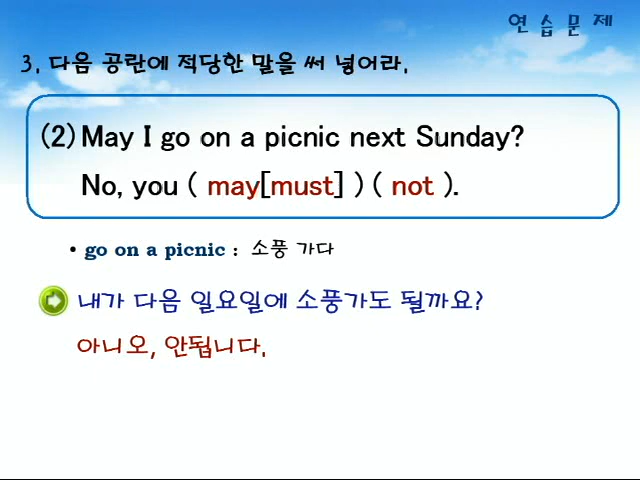 연 습 문 제
3. 다음 공란에 적당한 말을 써 넣어라.
(2) May I go on a picnic next Sunday?
No, you ( may[must] ) ( not ).
• go on a picnic : 소풍 가다
내가 다음 일요일에 소풍가도 될까요?
아니오, 안됩니다.